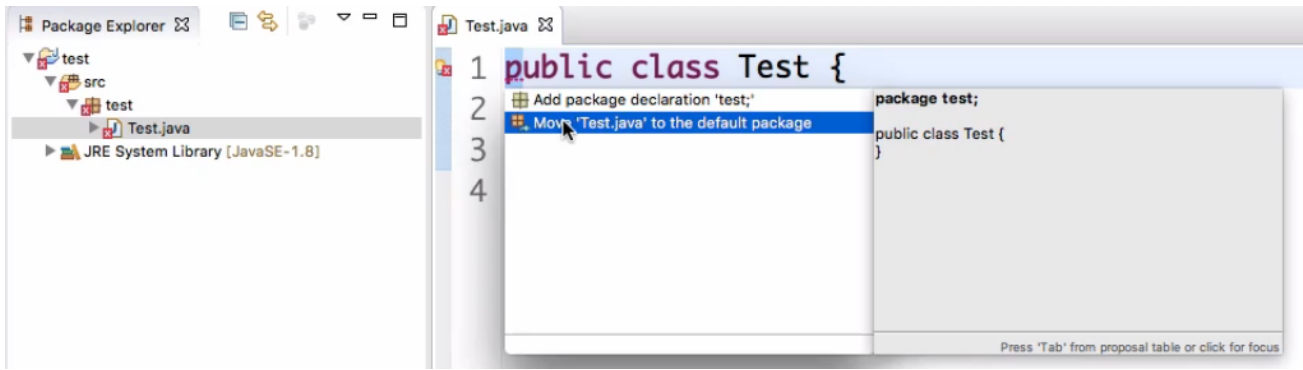 Package Explorer
test
src
test
Test.java
JRE System Library [JavaSE-1.8]
Test.java
1 public class Test {
2
3
4
Add package declaration 'test;'
Move 'Test.java' to the default package
package test;
public class Test {
}
Press 'Tab' from proposal table or click for focus